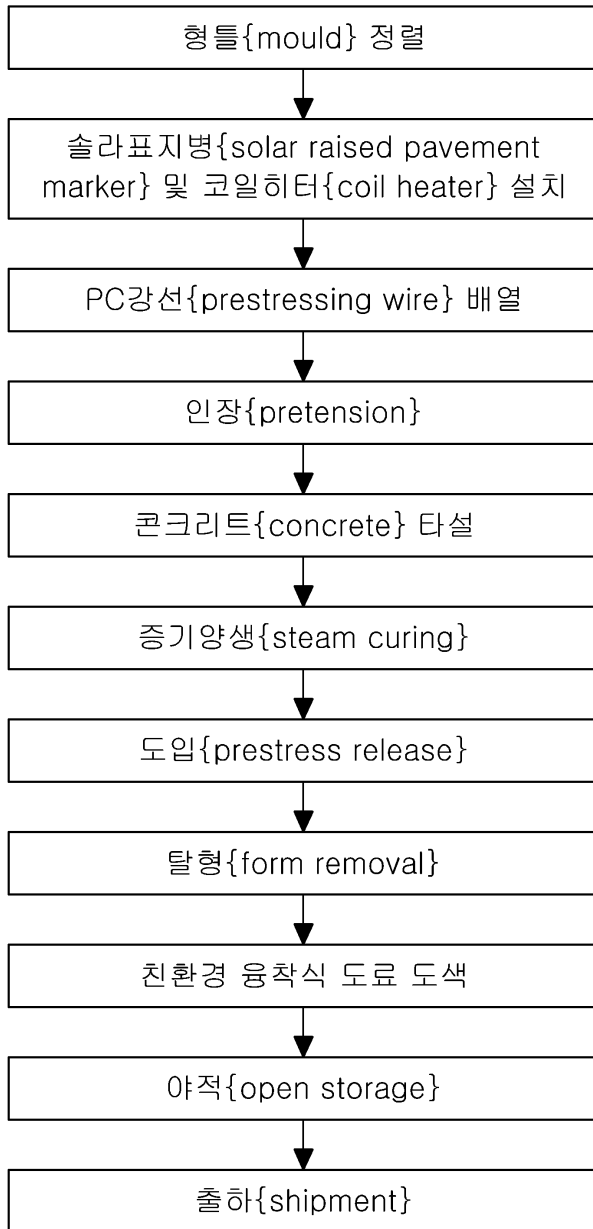 형틀{mould} 정렬
솔라표지병{solar raised pavement
marker} 및 코일히터{coil heater} 설치
PC강선{prestressing wire} 배열
인장{pretension}
콘크리트{concrete} 타설
증기양생{steam curing}
도입{prestress release}
탈형{form removal}
친환경 융착식 도료 도색
야적{open storage}
출하{shipment}